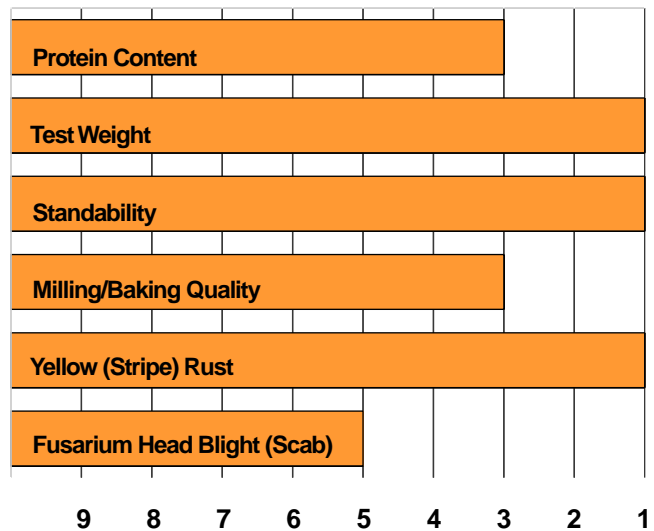 Protein Content
Test Weight
Standability
Milling/Baking Quality
Yellow (Stripe) Rust
Fusarium Head Blight (Scab)
9 8 7 6 5 4 3 2 1